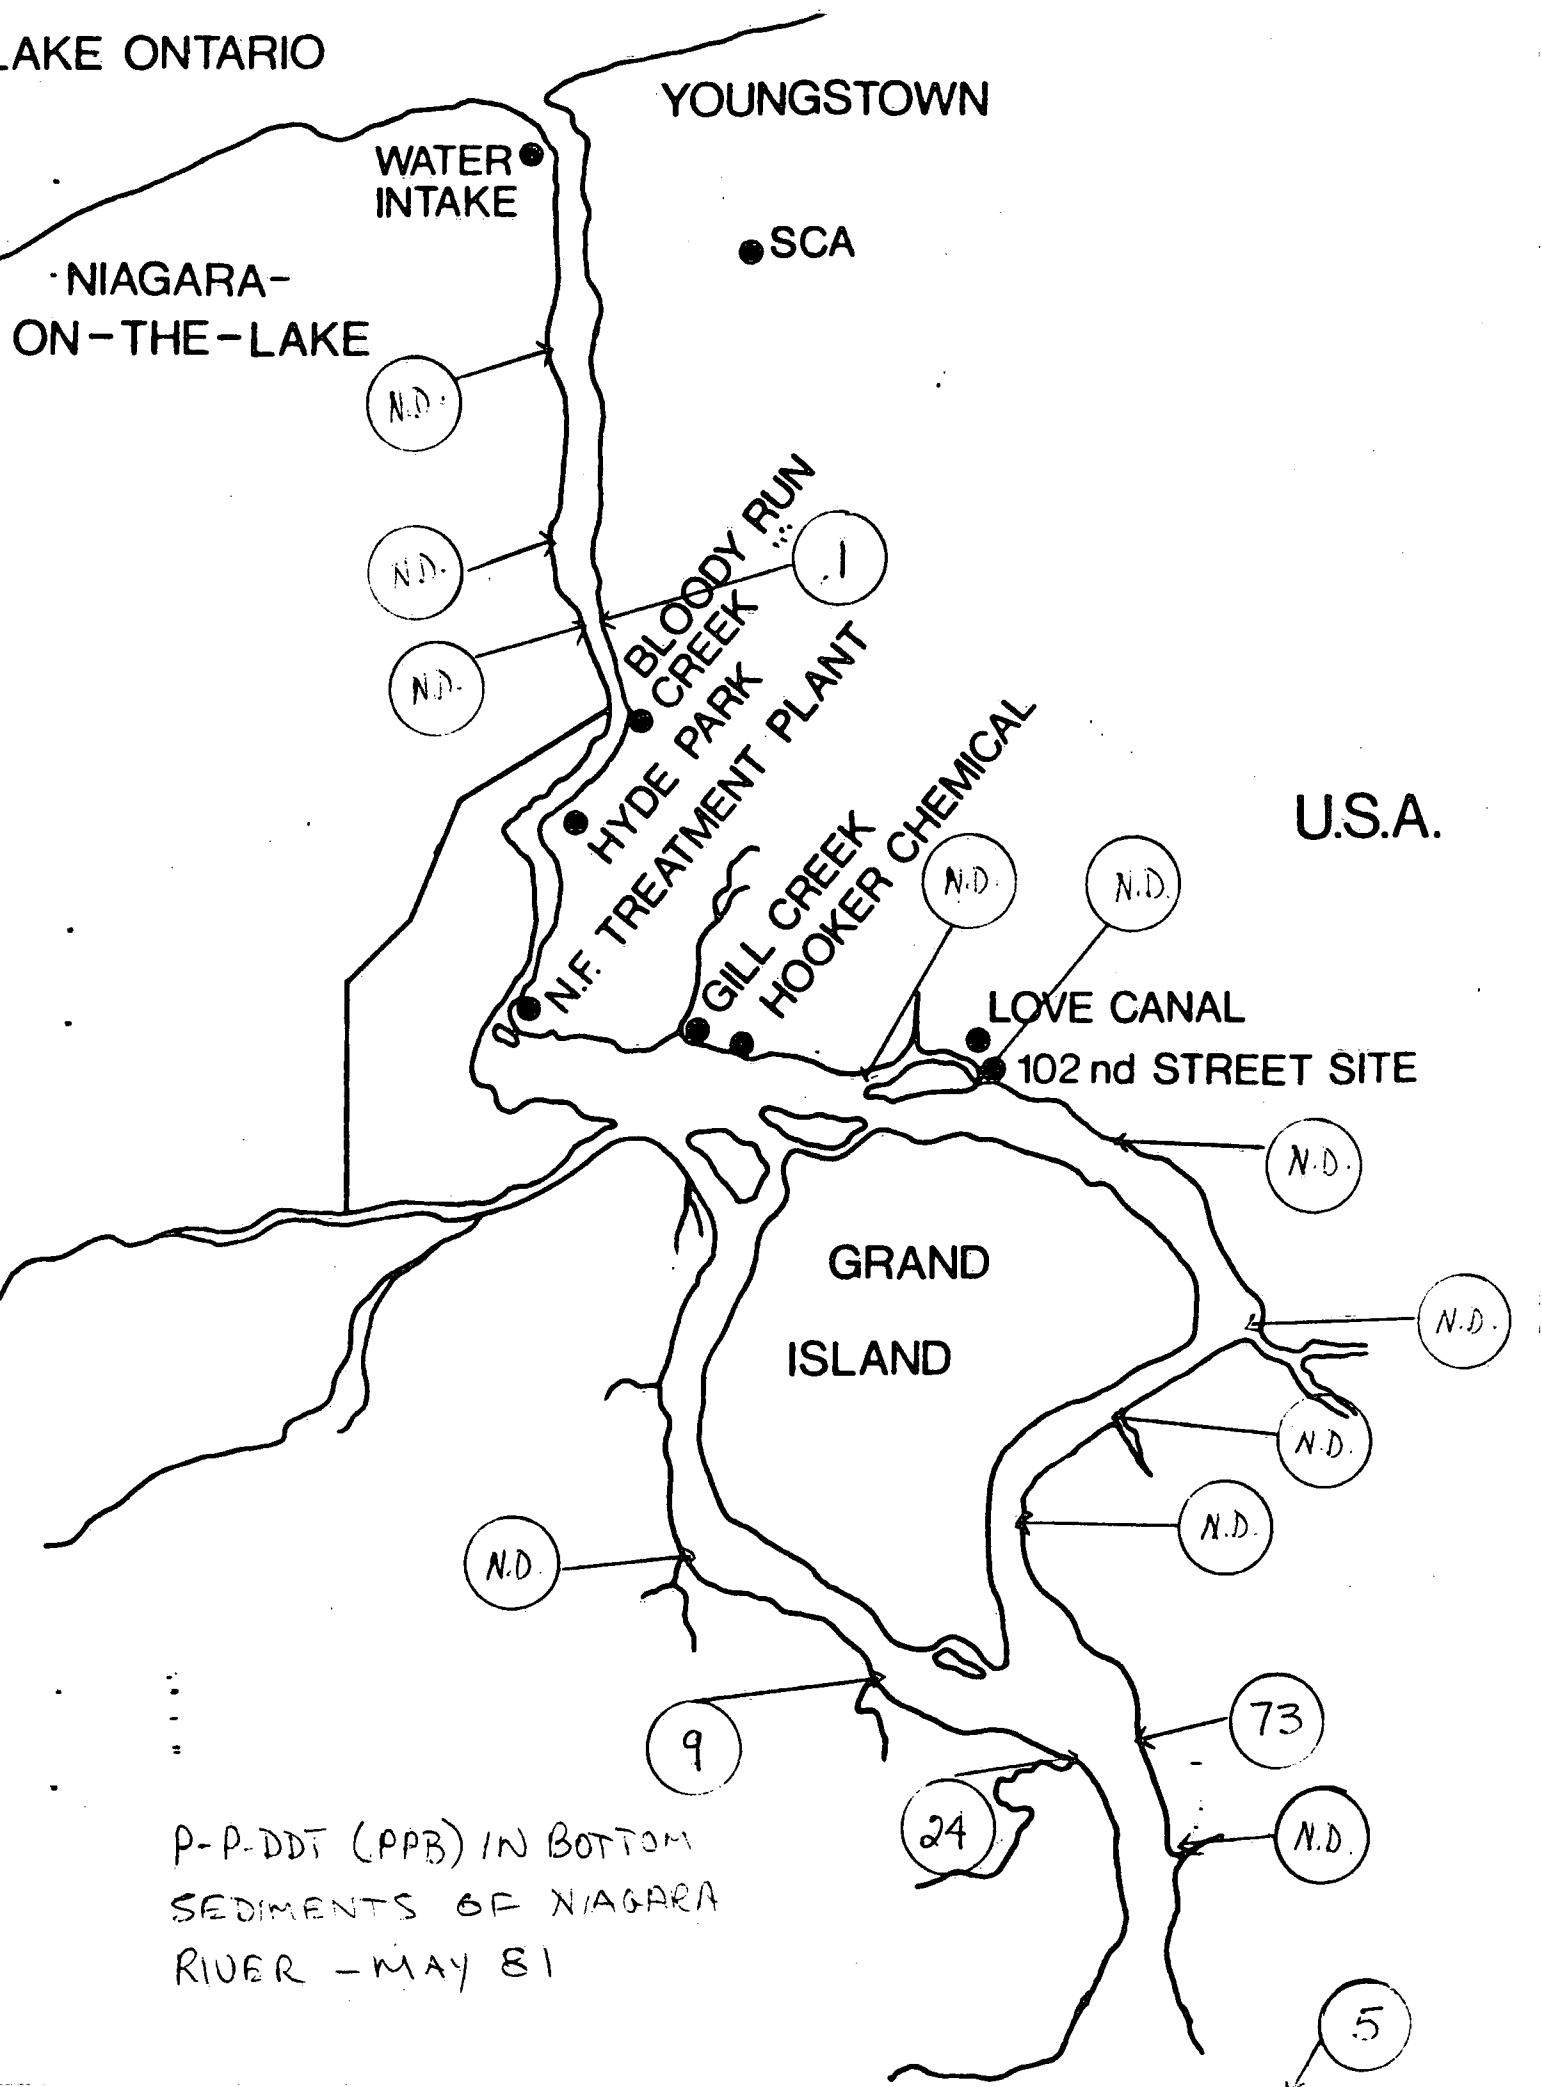 LAKE ONTARIO
YOUNGSTOWN
WATER
INTAKE
SCA
NIAGARA-
ON-THE-LAKE
N.D.
BLOODY RUN
CREEK
N.D.
.1
N.D.
HYDE PARK
N.F. TREATMENT PLANT
GILL CREEK
HOOKER CHEMICAL
U.S.A.
N.D.
N.D.
LOVE CANAL
102nd STREET SITE
N.D.
GRAND
ISLAND
N.D.
N.D.
N.D.
N.D.
9
73
24
N.D.
P-P-DDT (PPB) IN BOTTOM
SEDIMENTS OF NIAGARA
RIVER - MAY 81
5